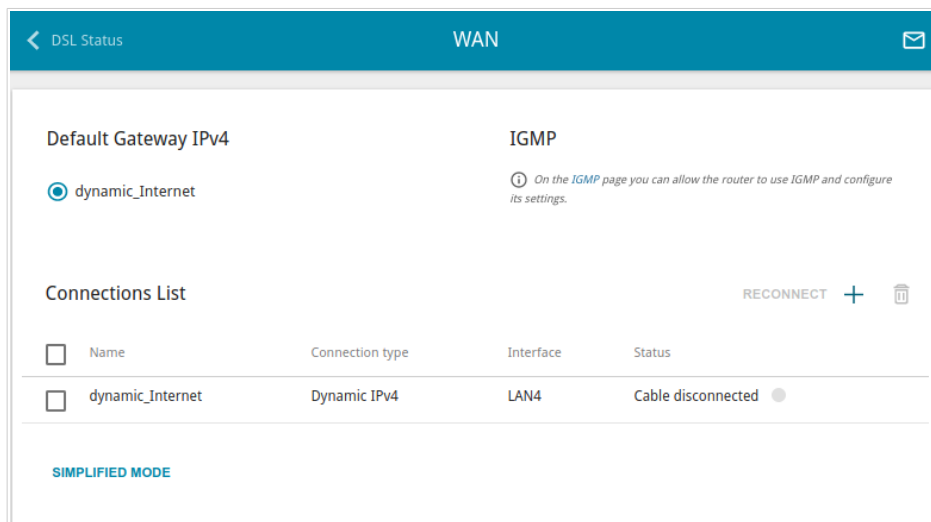 DSL Status
WAN
Default Gateway IPv4
dynamic_Internet
IGMP
On the IGMP page you can allow the router to use IGMP and configure
its settings.
Connections List
RECONNECT
Name Connection type Interface Status
dynamic_Internet Dynamic IPv4 LAN4 Cable disconnected
SIMPLIFIED MODE